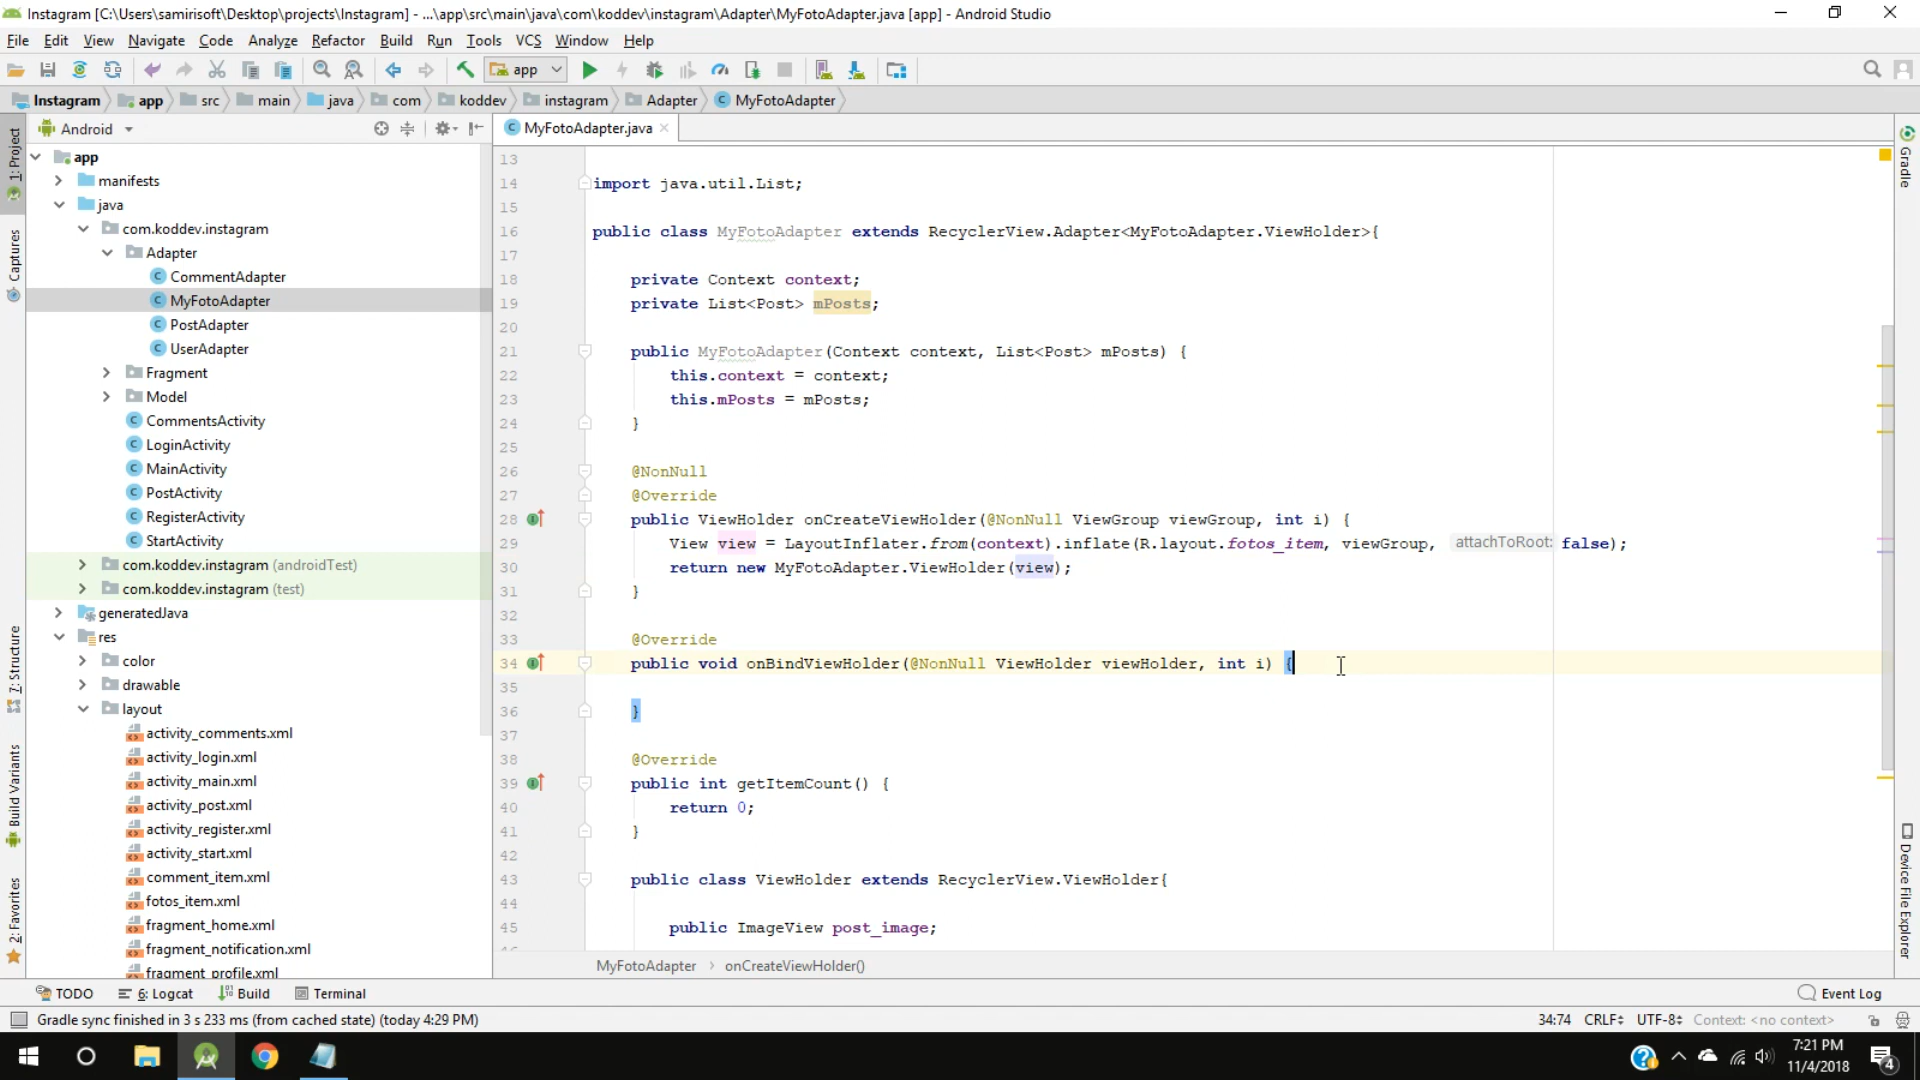 Instagram [C:\Users\samirisoft\Desktop\projects\Instagram] - ...\app\src\main\java\com\koddev\instagram\Adapter\MyFotoAdapter.java [app] - Android Studio
File Edit View Navigate Code Analyze Refactor Build Run Tools VCS Window Help
app
Instagram app src main java com koddev instagram Adapter MyFotoAdapter
Android
MyFotoAdapter.java
1: Project
Captures
7: Structure
Build Variants
2: Favorites
app
manifests
java
com.koddev.instagram
Adapter
CommentAdapter
MyFotoAdapter
PostAdapter
UserAdapter
Fragment
Model
CommentsActivity
LoginActivity
MainActivity
PostActivity
RegisterActivity
StartActivity
com.koddev.instagram (androidTest)
com.koddev.instagram (test)
generatedJava
res
color
drawable
layout
activity_comments.xml
activity_login.xml
activity_main.xml
activity_post.xml
activity_register.xml
activity_start.xml
comment_item.xml
fotos_item.xml
fragment_home.xml
fragment_notification.xml
fragment_profile.xml
13
14 import java.util.List;
15
16 public class MyFotoAdapter extends RecyclerView.Adapter<MyFotoAdapter.ViewHolder>{
17
18 private Context context;
19 private List<Post> mPosts;
20
21 public MyFotoAdapter(Context context, List<Post> mPosts) {
22 this.context = context;
23 this.mPosts = mPosts;
24 }
25
26 @NonNull
27 @Override
28 public ViewHolder onCreateViewHolder(@NonNull ViewGroup viewGroup, int i) {
29 View view = LayoutInflater.from(context).inflate(R.layout.fotos_item, viewGroup, attachToRoot: false);
30 return new MyFotoAdapter.ViewHolder(view);
31 }
32
33 @Override
34 public void onBindViewHolder(@NonNull ViewHolder viewHolder, int i) {
35
36 }
37
38 @Override
39 public int getItemCount() {
40 return 0;
41 }
42
43 public class ViewHolder extends RecyclerView.ViewHolder{
44
45 public ImageView post_image;
MyFotoAdapter › onCreateViewHolder()
Gradle
Device File Explorer
TODO 6: Logcat Build Terminal Event Log
Gradle sync finished in 3 s 233 ms (from cached state) (today 4:29 PM) 34:74 CRLF UTF-8 Context: <no context>
7:21 PM
11/4/2018
4